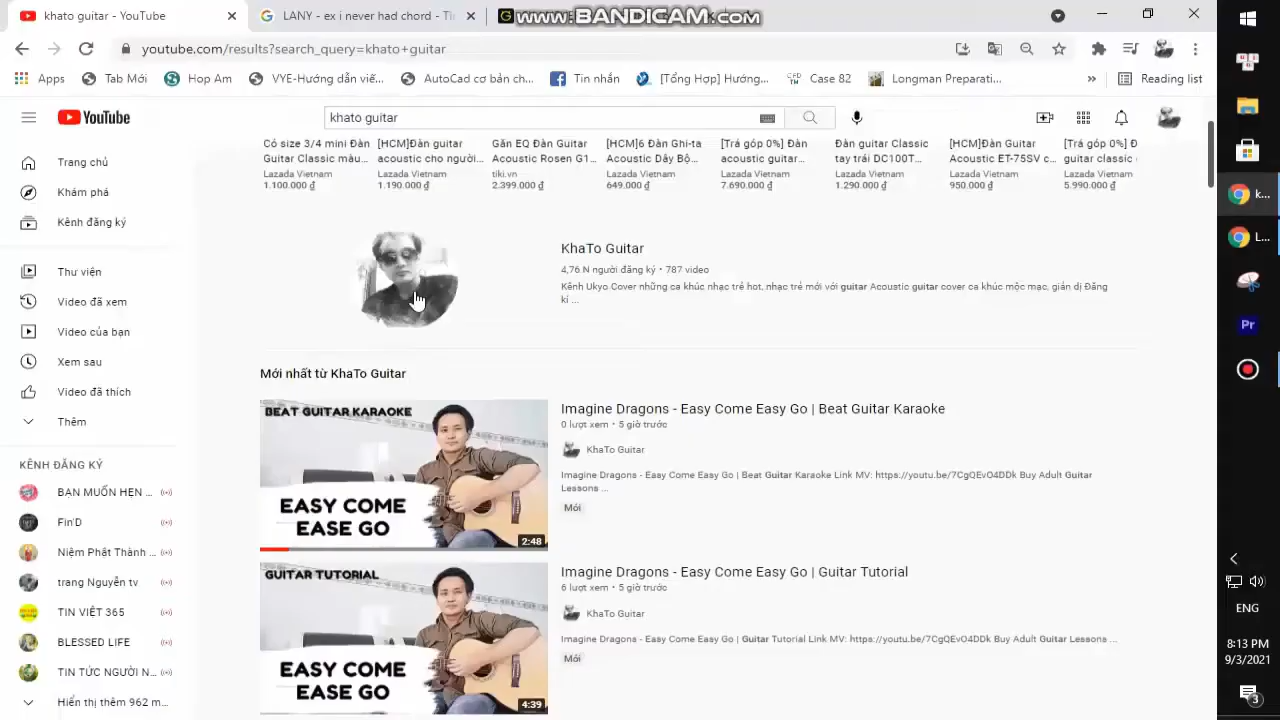 khato guitar - YouTube
LANY - ex i never had chord - Ti
www.BANDICAM.com
youtube.com/results?search_query=khato+guitar
Apps
Tab Mới
Hop Am
VYE-Hướng dẫn viế...
AutoCad cơ bản ch...
Tin nhắn
[Tổng Hợp] Hướng...
Case 82
Longman Preparati...
»
Reading list
YouTube
khato guitar
Có size 3/4 mini Đàn Guitar Classic màu...
Lazada Vietnam
1.100.000 ₫
[HCM]Đàn guitar acoustic cho người...
Lazada Vietnam
1.190.000 ₫
Gắn EQ Đàn Guitar Acoustic Rosen G1...
tiki.vn
2.399.000 ₫
[HCM]6 Đàn Ghi-ta Acoustic Dây Bộ...
Lazada Vietnam
649.000 ₫
[Trả góp 0%] Đàn acoustic guitar...
Lazada Vietnam
7.690.000 ₫
Đàn guitar Classic tay trái DC100T...
Lazada Vietnam
1.290.000 ₫
[HCM]Đàn Guitar Acoustic ET-75SV c...
Lazada Vietnam
950.000 ₫
[Trả góp 0%] Đàn guitar classic
Lazada Vietnam
5.990.000 ₫
Trang chủ
Khám phá
Kênh đăng ký
Thư viện
Video đã xem
Video của bạn
Xem sau
Video đã thích
Thêm
KÊNH ĐĂNG KÝ
BẠN MUỐN HẸN ...
Fin'D
Niệm Phật Thành ...
trang Nguyễn tv
TIN VIỆT 365
BLESSED LIFE
TIN TỨC NGƯỜI N...
Hiển thị thêm 962 m...
KhaTo Guitar
4,76 N người đăng ký • 787 video
Kênh Ukyo Cover những ca khúc nhạc trẻ hot, nhạc trẻ mới với guitar Acoustic guitar cover ca khúc mộc mạc, giản dị Đăng
kí ...
Mới nhất từ KhaTo Guitar
BEAT GUITAR KARAOKE
EASY COME
EASE GO
2:48
Imagine Dragons - Easy Come Easy Go | Beat Guitar Karaoke
0 lượt xem • 5 giờ trước
KhaTo Guitar
Imagine Dragons - Easy Come Easy Go | Beat Guitar Karaoke Link MV: https://youtu.be/7CgQEvO4DDk Buy Adult Guitar
Lessons ...
Mới
GUITAR TUTORIAL
EASY COME
EASE GO
4:39
Imagine Dragons - Easy Come Easy Go | Guitar Tutorial
6 lượt xem • 5 giờ trước
KhaTo Guitar
Imagine Dragons - Easy Come Easy Go | Guitar Tutorial Link MV: https://youtu.be/7CgQEvO4DDk Buy Adult Guitar Lessons ...
Mới
k...
L...
Pr
ENG
8:13 PM
9/3/2021
3